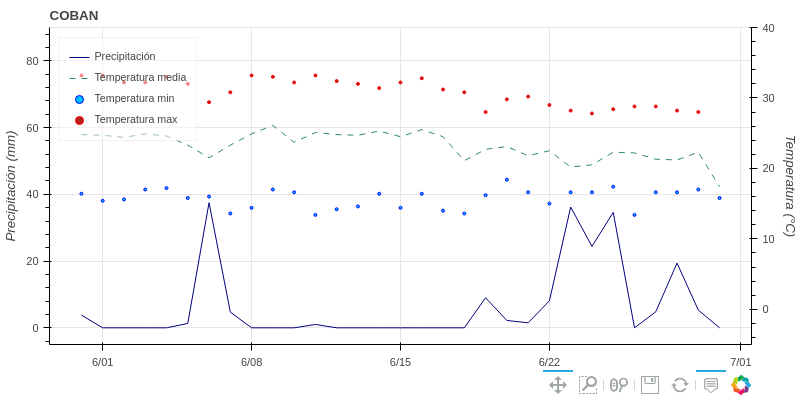 COBAN
Precipitación
Temperatura media
Temperatura min
Temperatura max
Precipitación (mm)
80
60
40
20
0
40
30
20
10
0
Temperatura (°C)
6/01
6/08
6/15
6/22
7/01